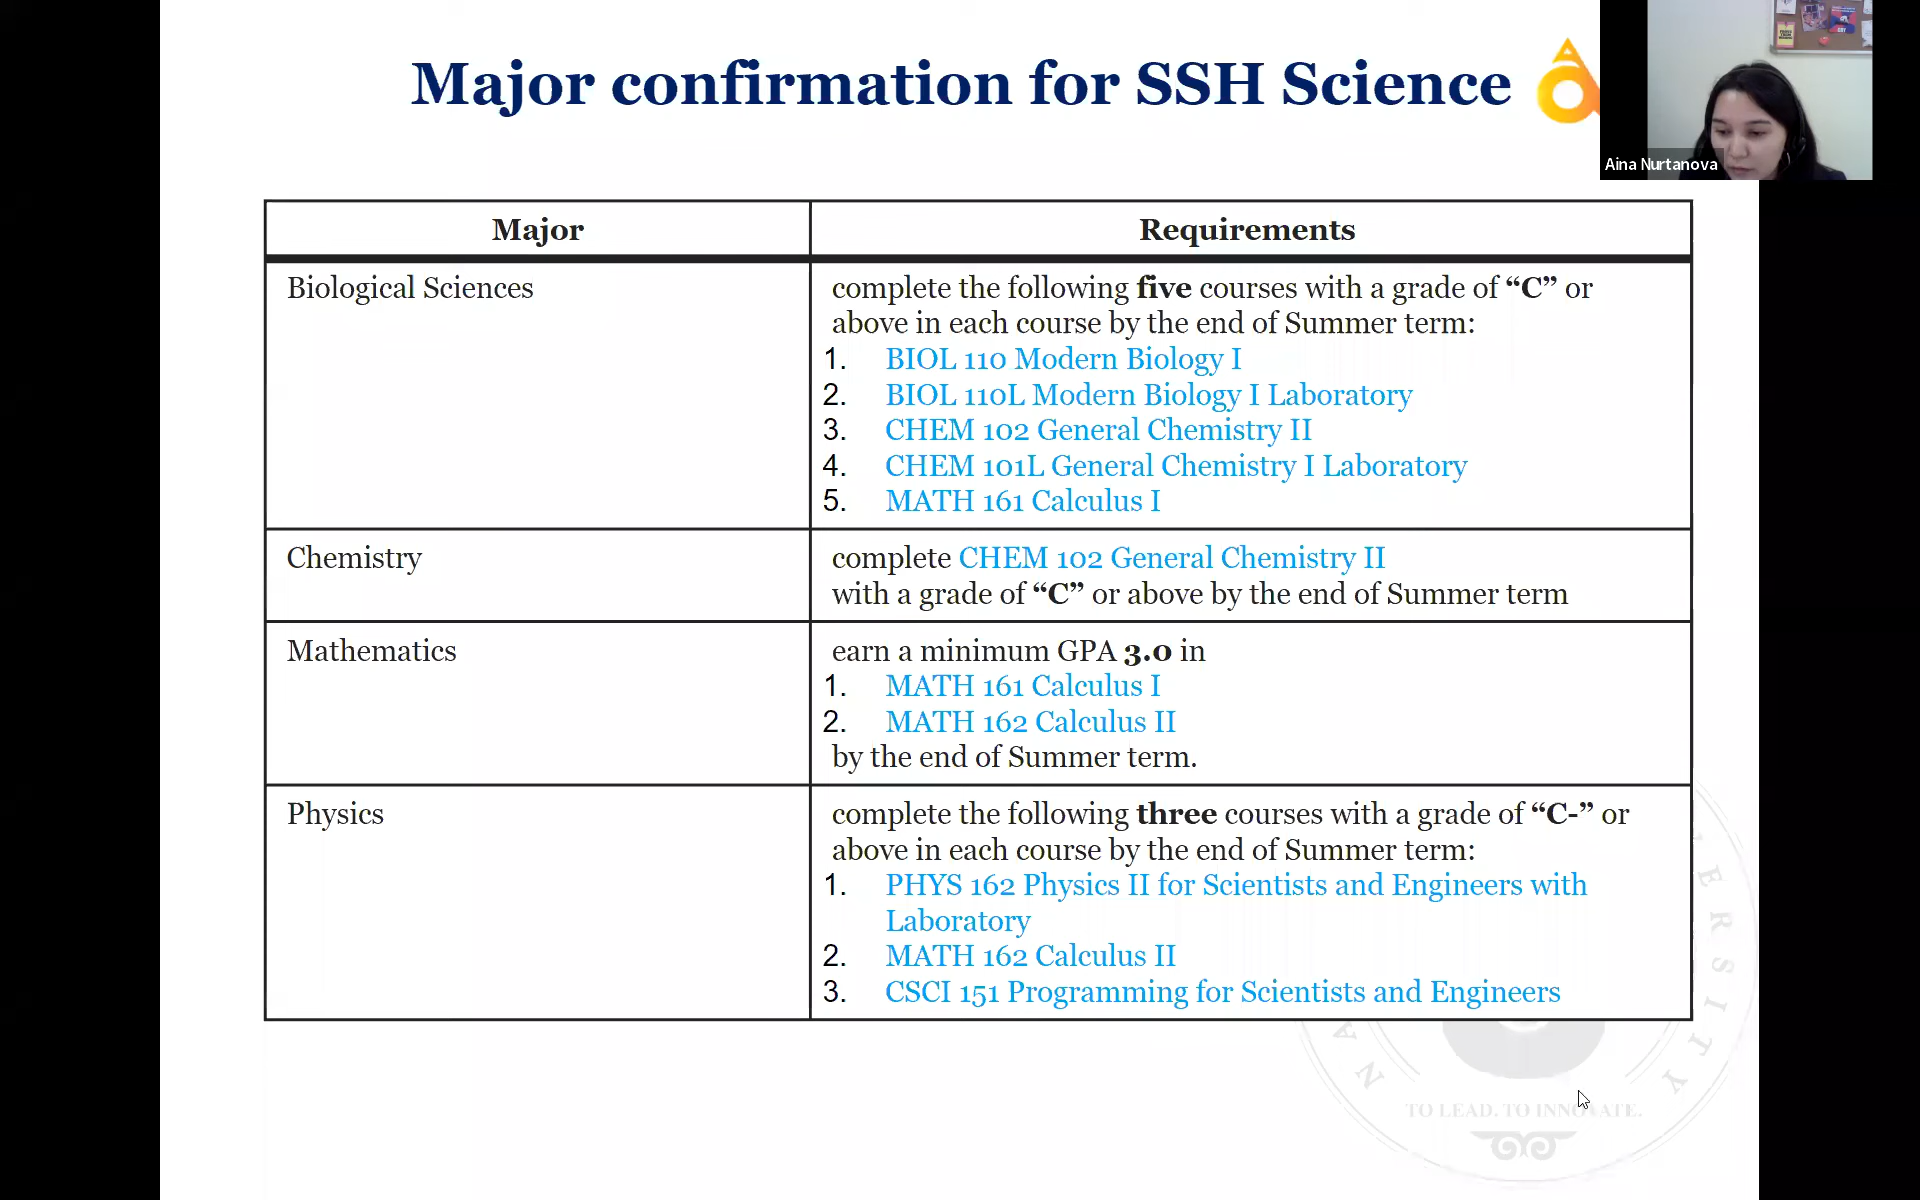 Major confirmation for SSH Science
Aina Nurtanova
Major
Requirements
Biological Sciences
complete the following five courses with a grade of “C” or
above in each course by the end of Summer term:
1. BIOL 110 Modern Biology I
2. BIOL 110L Modern Biology I Laboratory
3. CHEM 102 General Chemistry II
4. CHEM 101L General Chemistry I Laboratory
5. MATH 161 Calculus I
Chemistry
complete CHEM 102 General Chemistry II
with a grade of “C” or above by the end of Summer term
Mathematics
earn a minimum GPA 3.0 in
1. MATH 161 Calculus I
2. MATH 162 Calculus II
by the end of Summer term.
Physics
complete the following three courses with a grade of “C-” or
above in each course by the end of Summer term:
1. PHYS 162 Physics II for Scientists and Engineers with
Laboratory
2. MATH 162 Calculus II
3. CSCI 151 Programming for Scientists and Engineers
TO LEAD. TO INNOVATE.